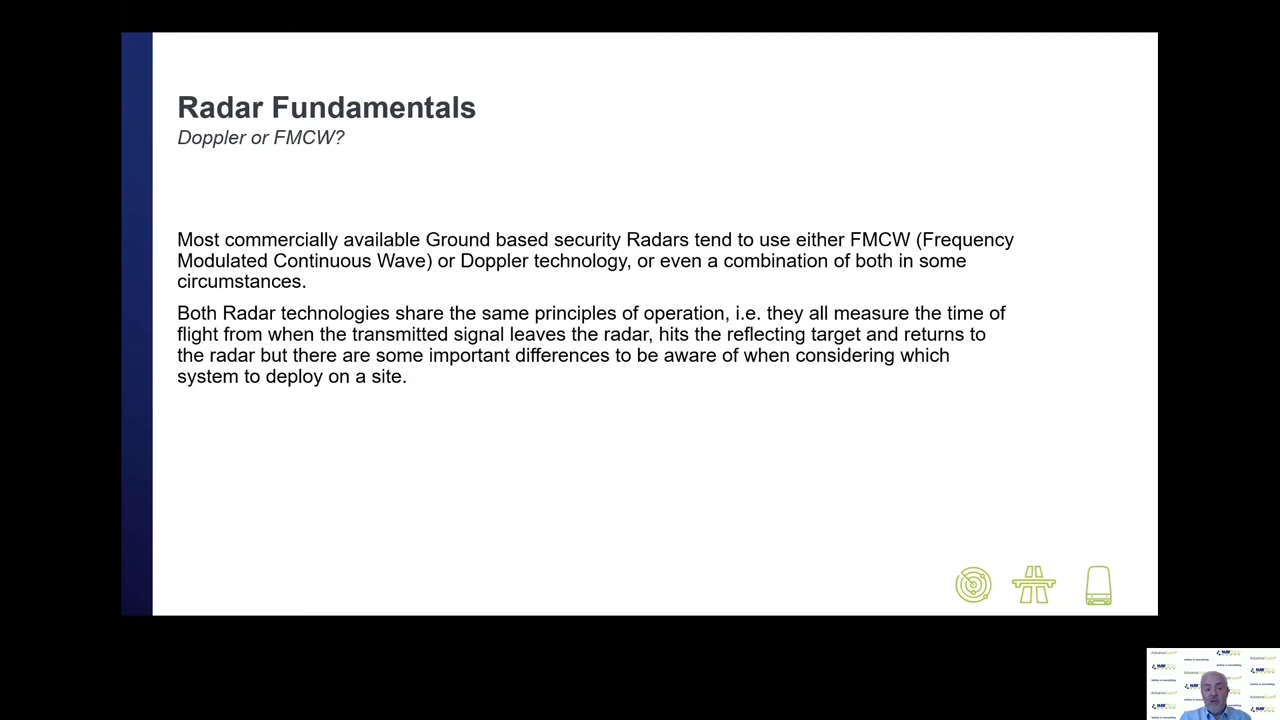 Radar Fundamentals
Doppler or FMCW?
Most commercially available Ground based security Radars tend to use either FMCW (Frequency
Modulated Continuous Wave) or Doppler technology, or even a combination of both in some
circumstances.
Both Radar technologies share the same principles of operation, i.e. they all measure the time of
flight from when the transmitted signal leaves the radar, hits the reflecting target and returns to
the radar but there are some important differences to be aware of when considering which
system to deploy on a site.